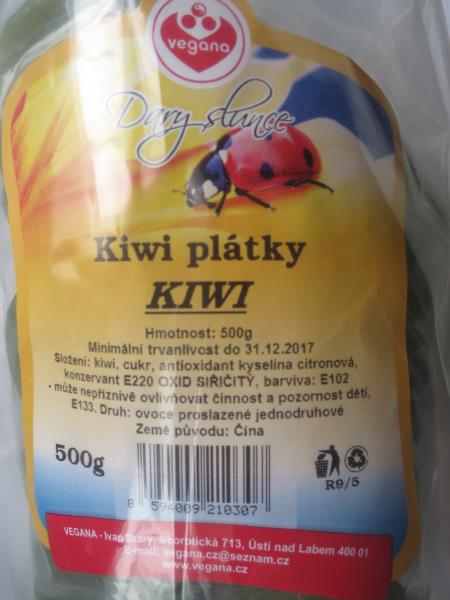 vegana
Dary slunce
Kiwi plátky
KIWI
Hmotnost: 500g
Minimální trvanlivost do 31.12.2017
Složení: kiwi, cukr, antioxidant kyselina citronová,
konzervant E220 OXID SIŘIČITÝ, barviva: E102
- může nepříznivě ovlivňovat činnost a pozornost dětí,
E133. Druh: ovoce proslazené jednodruhové
Země původu: Čína
500g
8 594009 210307
R9/5
VEGANA - Ivan Starý, Skorotická 713, Ústí nad Labem 400 01
E-mail: vegana.cz@seznam.cz
www.vegana.cz